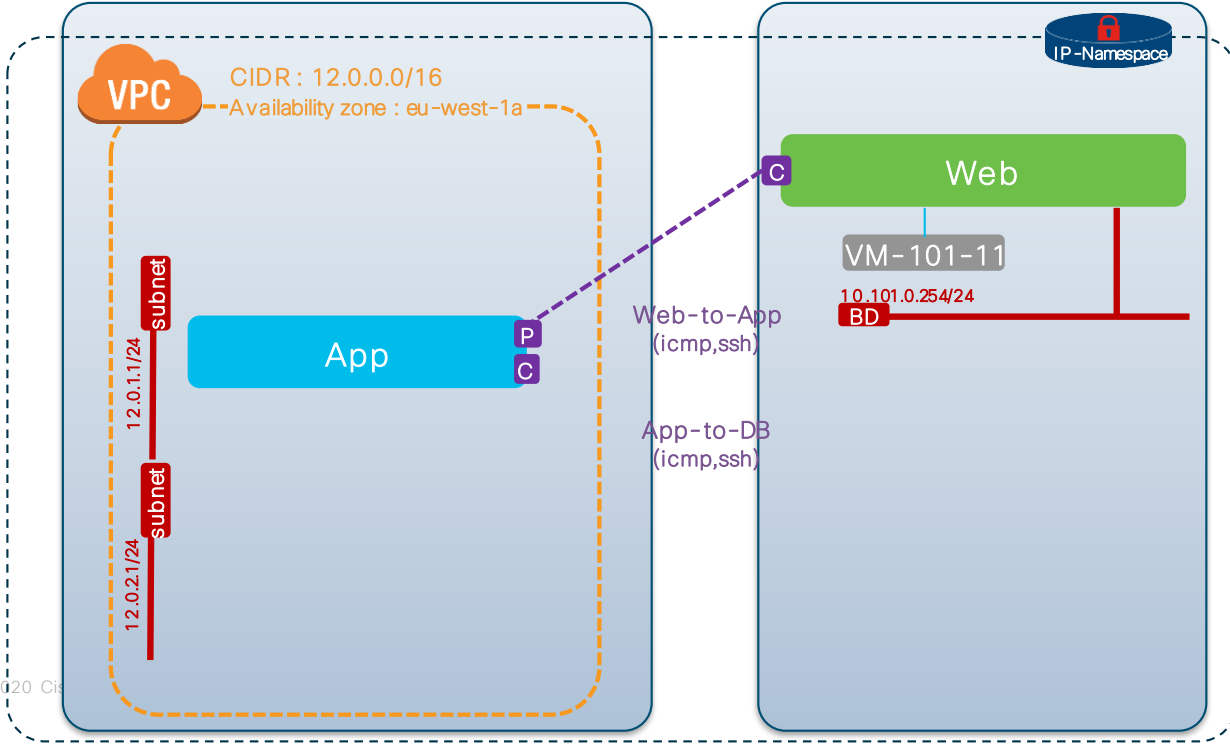 VPC
CIDR : 12.0.0.0/16
Availability zone : eu-west-1a
subnet
12.0.1.1/24
App
P
C
subnet
12.0.2.1/24
Web-to-App
(icmp,ssh)
App-to-DB
(icmp,ssh)
IP-Namespace
C
Web
VM-101-11
10.101.0.254/24
BD
020 Cis